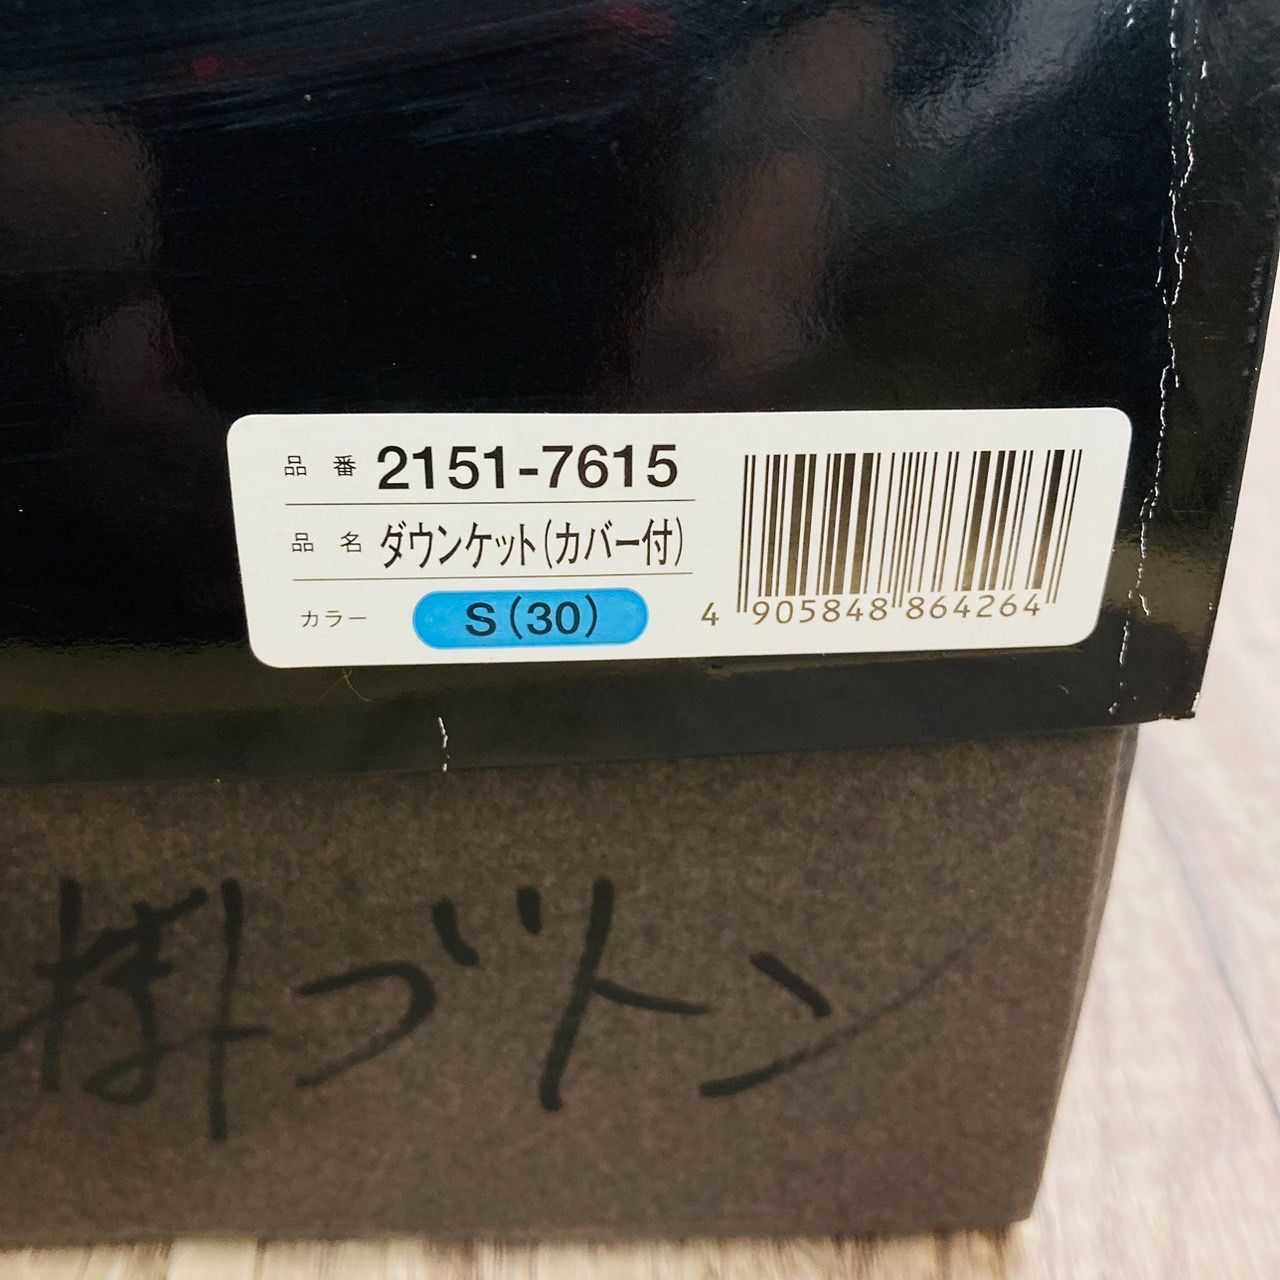 品番 2151-7615
品名 ダウンケット(カバー付)
カラー S(30)
4 905848 864264
掛ブトン